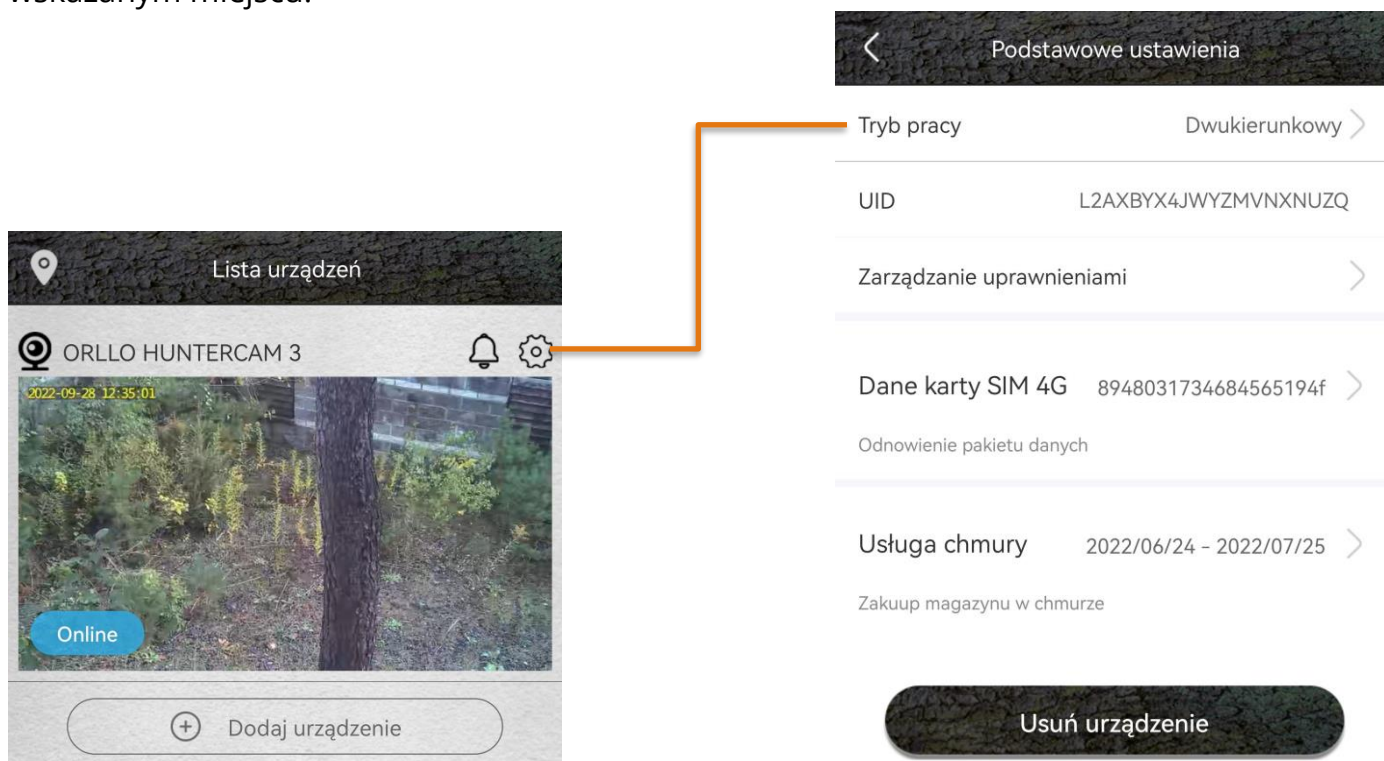 wskazanym miejscu.
Podstawowe ustawienia
Tryb pracy Dwukierunkowy
UID L2AXBYX4JWYZMVNXNUZQ
Zarządzanie uprawnieniami
Dane karty SIM 4G 8948031734684565194f
Odnowienie pakietu danych
Usługa chmury 2022/06/24 – 2022/07/25
Zakuup magazynu w chmurze
Usuń urządzenie
Lista urządzeń
ORLLO HUNTERCAM 3
2022-09-28 12:35:01
Online
Dodaj urządzenie